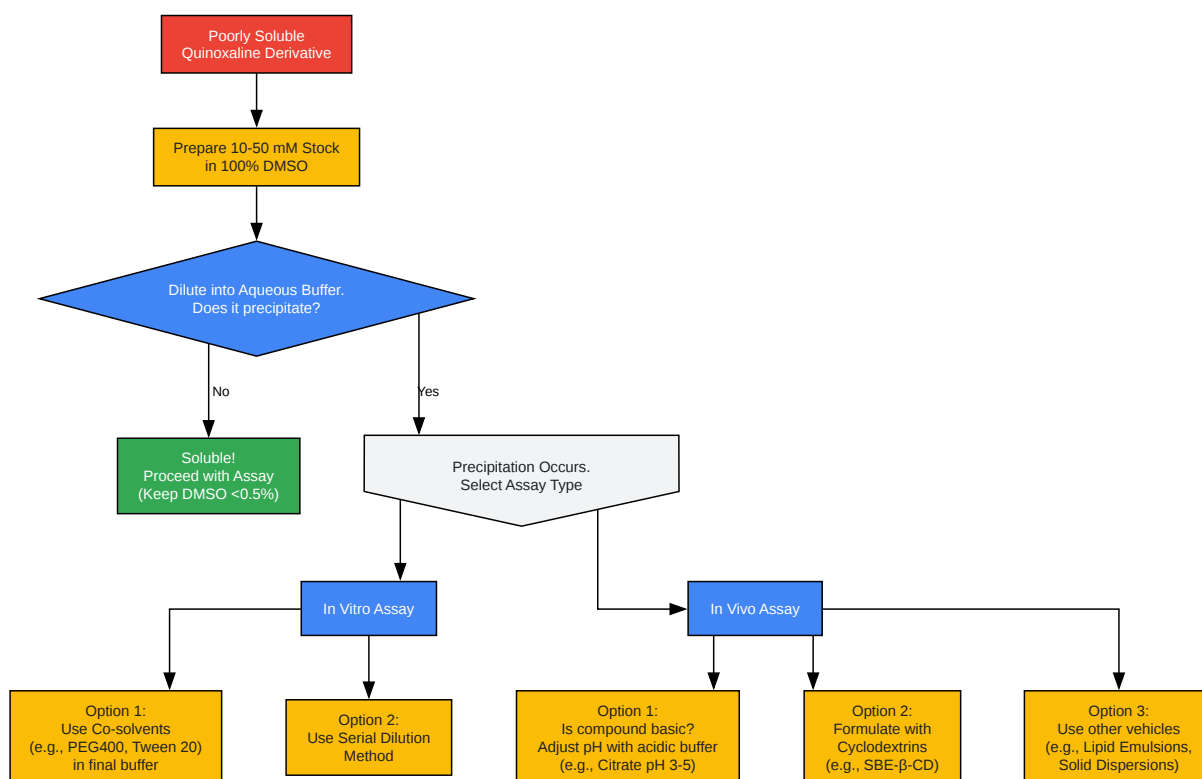 Poorly Soluble
Quinoxaline Derivative
Prepare 10-50 mM Stock
in 100% DMSO
Dilute into Aqueous Buffer.
Does it precipitate?
No
Yes
Soluble!
Proceed with Assay
(Keep DMSO <0.5%)
Precipitation Occurs.
Select Assay Type
In Vitro Assay
In Vivo Assay
Option 1:
Use Co-solvents
(e.g., PEG400, Tween 20)
in final buffer
Option 2:
Use Serial Dilution
Method
Option 1:
Is compound basic?
Adjust pH with acidic buffer
(e.g., Citrate pH 3-5)
Option 2:
Formulate with
Cyclodextrins
(e.g., SBE-β-CD)
Option 3:
Use other vehicles
(e.g., Lipid Emulsions,
Solid Dispersions)